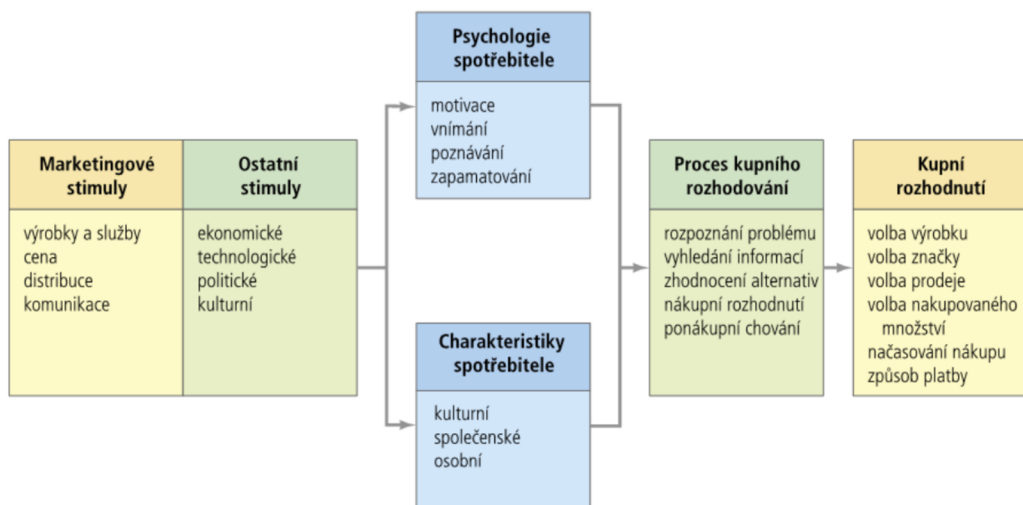 Marketingové
stimuly
výrobky a služby
cena
distribuce
komunikace
Ostatní
stimuly
ekonomické
technologické
politické
kulturní
Psychologie
spotřebitele
motivace
vnímání
poznávání
zapamatování
Charakteristiky
spotřebitele
kulturní
společenské
osobní
Proces kupního
rozhodování
rozpoznání problému
vyhledání informací
zhodnocení alternativ
nákupní rozhodnutí
ponákupní chování
Kupní
rozhodnutí
volba výrobku
volba značky
volba prodeje
volba nakupovaného
množství
načasování nákupu
způsob platby